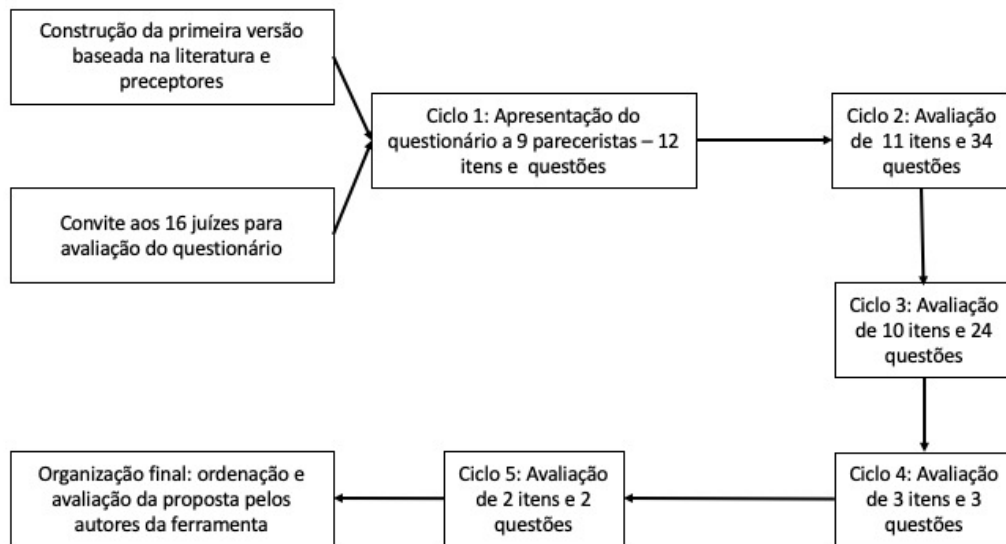 Construção da primeira versão
baseada na literatura e
preceptores
Convite aos 16 juízes para
avaliação do questionário
Ciclo 1: Apresentação do
questionário a 9 pareceristas – 12
itens e  questões
Ciclo 2: Avaliação
de  11 itens e 34
questões
Ciclo 3: Avaliação
de 10 itens e 24
questões
Ciclo 4: Avaliação
de 3 itens e 3
questões
Ciclo 5: Avaliação
de 2 itens e 2
questões
Organização final: ordenação e
avaliação da proposta pelos
autores da ferramenta